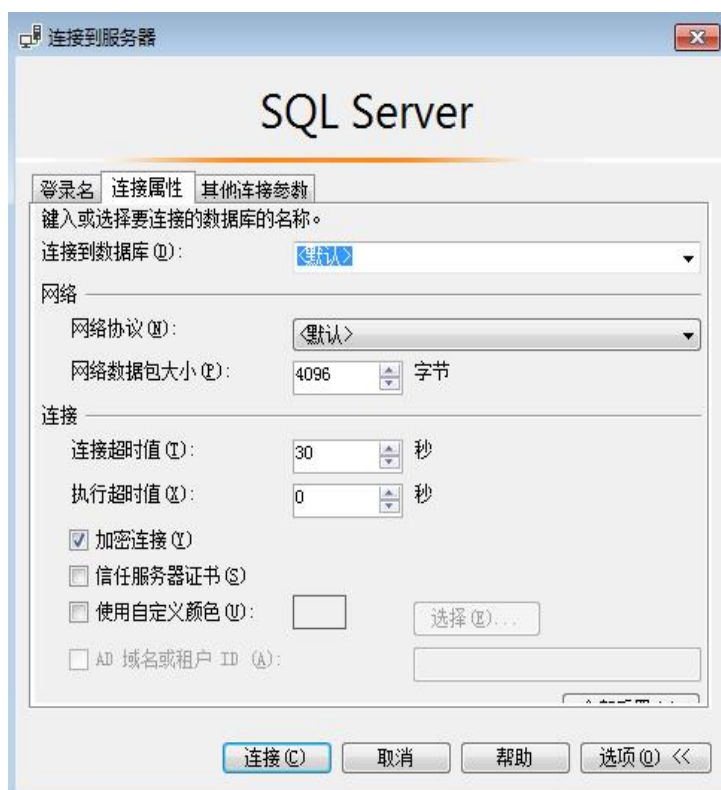 连接到服务器
SQL Server
登录名 连接属性 其他连接参数
键入或选择要连接的数据库的名称。
连接到数据库(D): <默认>
网络
网络协议(N): <默认>
网络数据包大小(P): 4096 字节
连接
连接超时值(T): 30 秒
执行超时值(X): 0 秒
加密连接(Y)
信任服务器证书(S)
使用自定义颜色(U): 选择(E)...
AD 域名或租户 ID (A):
连接(C) 取消 帮助 选项(O) <<